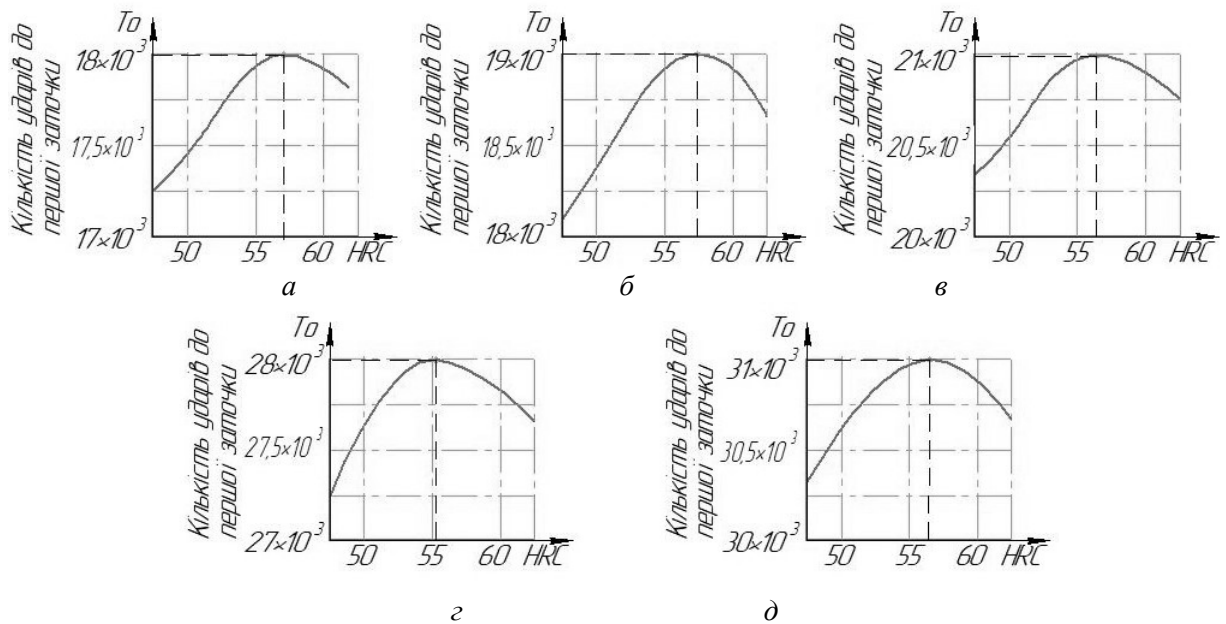 То
Кількість ударів до
першої заточки
18×10³
17,5×10³
17×10³
50 55 60 HRC
а
То
Кількість ударів до
першої заточки
19×10³
18,5×10³
18×10³
50 55 60 HRC
б
То
Кількість ударів до
першої заточки
21×10³
20,5×10³
20×10³
50 55 60 HRC
в
То
Кількість ударів до
першої заточки
28×10³
27,5×10³
27×10³
50 55 60 HRC
г
То
Кількість ударів до
першої заточки
31×10³
30,5×10³
30×10³
50 55 60 HRC
д